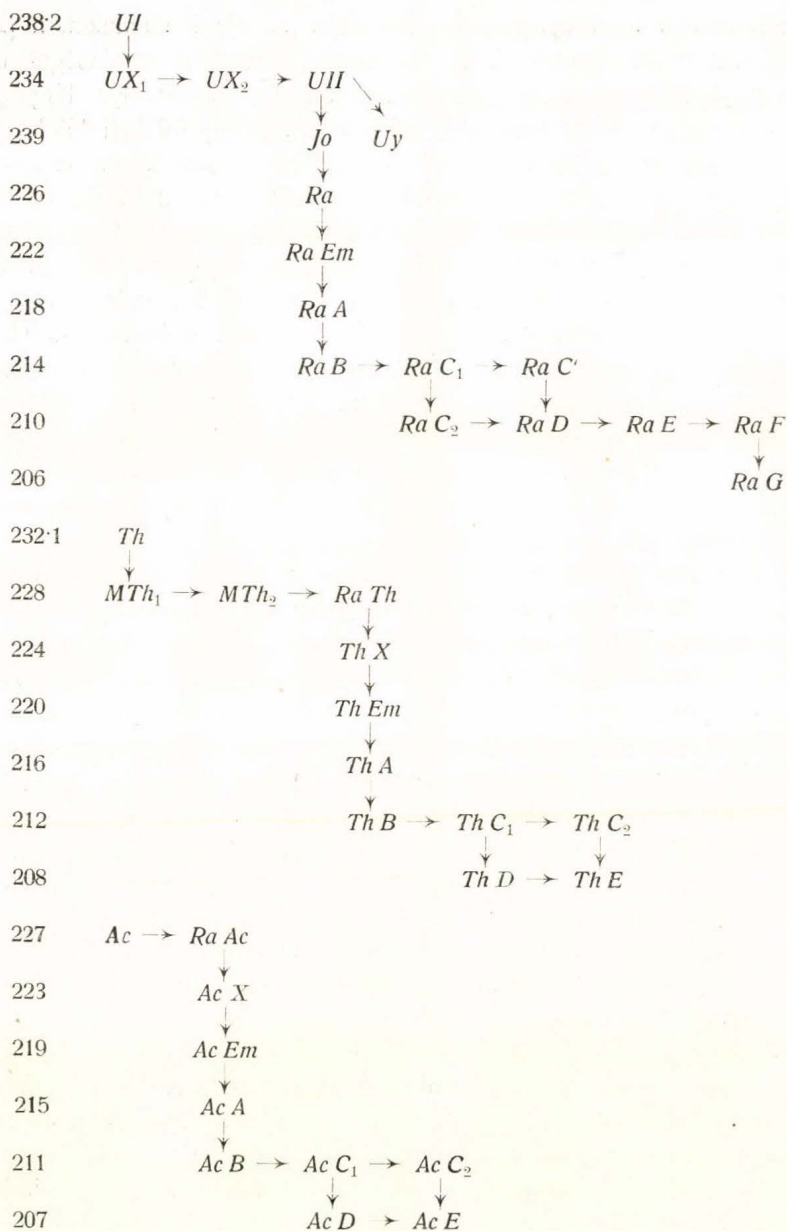 238·2 UI
234 UX₁ → UX₂ → UII
239 Jo Uy
226 Ra
222 Ra Em
218 Ra A
214 Ra B → Ra C₁ → Ra C'
210 Ra C₂ → Ra D → Ra E → Ra F
206 Ra G
232·1 Th
228 MTh₁ → MTh₂ → Ra Th
224 Th X
220 Th Em
216 Th A
212 Th B → Th C₁ → Th C₂
208 Th D → Th E
227 Ac → Ra Ac
223 Ac X
219 Ac Em
215 Ac A
211 Ac B → Ac C₁ → Ac C₂
207 Ac D → Ac E